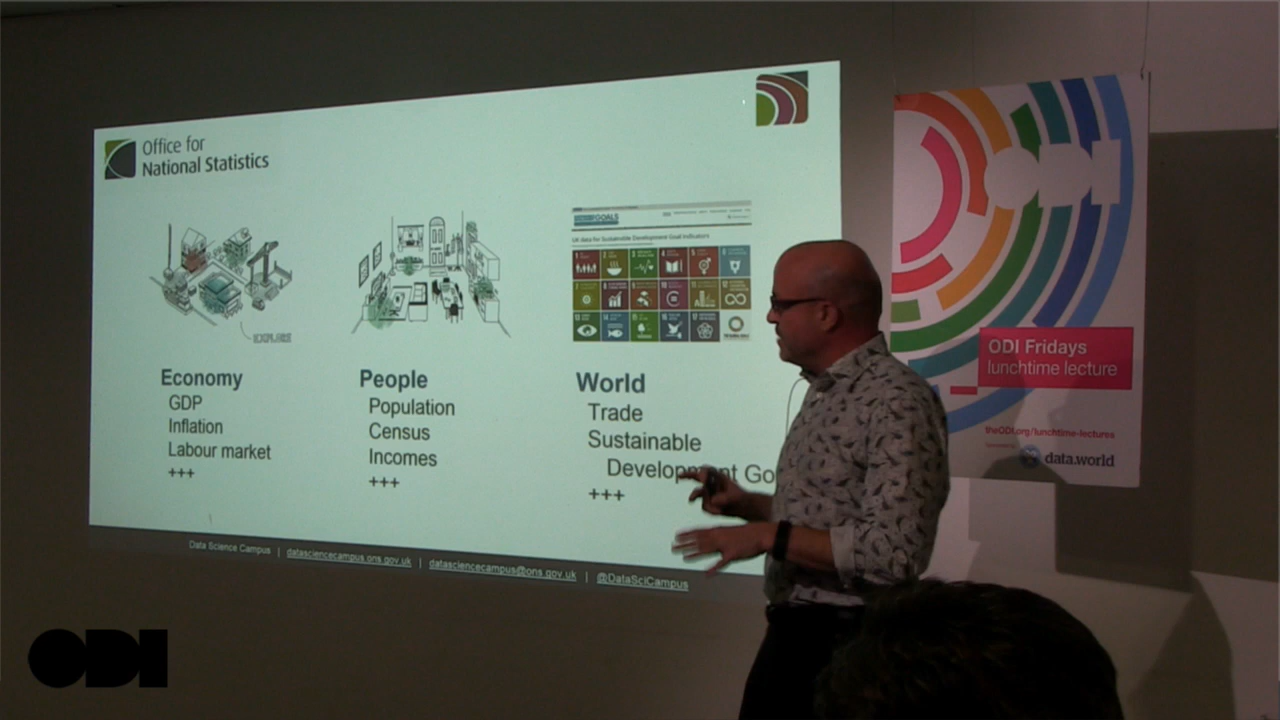 Office for
National Statistics
EXPLORE
GOALS
UK data for Sustainable Development Goal Indicators
Economy
GDP
Inflation
Labour market
+++
People
Population
Census
Incomes
+++
World
Trade
Sustainable
Development Go
+++
Data Science Campus | datasciencecampus.ons.gov.uk | datasciencecampus@ons.gov.uk | @DataSciCampus
ODI Fridays
lunchtime lecture
theODI.org/lunchtime-lectures
data.world
ODI